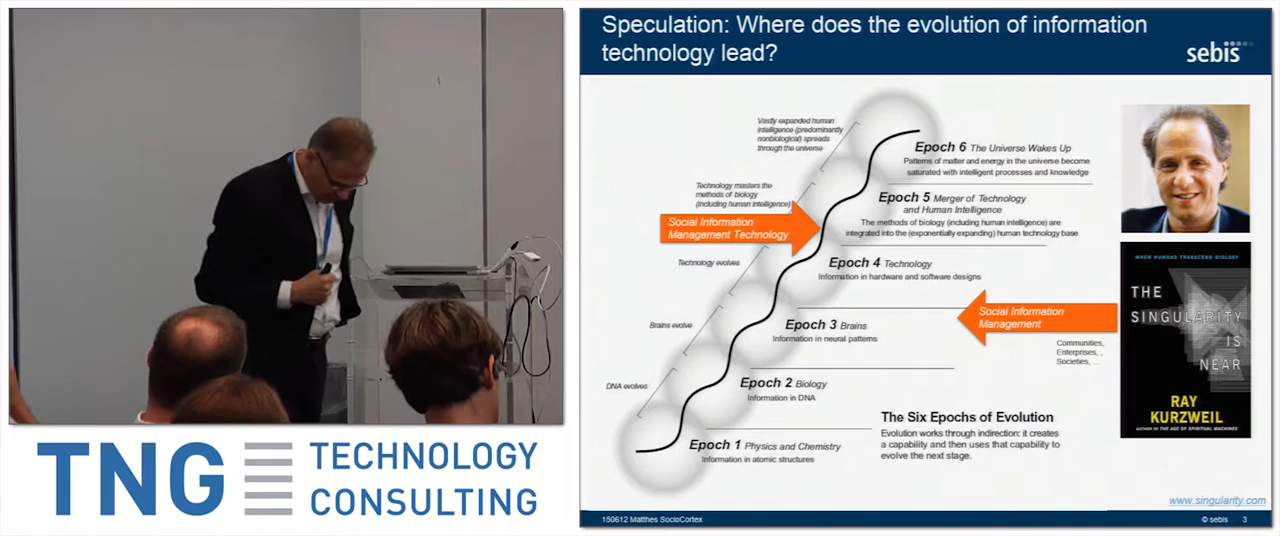 TNG
TECHNOLOGY
CONSULTING
Speculation: Where does the evolution of information
technology lead?
sebis
Vastly expanded human
intelligence (predominantly
nonbiological) spreads
through the universe
Epoch 6 The Universe Wakes Up
Patterns of matter and energy in the universe become
saturated with intelligent processes and knowledge
Technology masters the
methods of biology
(including human intelligence)
Epoch 5 Merger of Technology
and Human Intelligence
The methods of biology (including human intelligence) are
integrated into the (exponentially expanding) human technology base
Social Information
Management Technology
Technology evolves
Epoch 4 Technology
Information in hardware and software designs
Social Information
Management
Communities,
Enterprises, ,
Societies, ...
Brains evolve
Epoch 3 Brains
Information in neural patterns
DNA evolves
Epoch 2 Biology
Information in DNA
Epoch 1 Physics and Chemistry
Information in atomic structures
The Six Epochs of Evolution
Evolution works through indirection: it creates
a capability and then uses that capability to
evolve the next stage.
WHEN HUMANS TRANSCEND BIOLOGY
THE
SINGULARITY
IS
NEAR
RAY
KURZWEIL
AUTHOR OF THE AGE OF SPIRITUAL MACHINES
www.singularity.com
150612 Matthes SocioCortex
© sebis 3